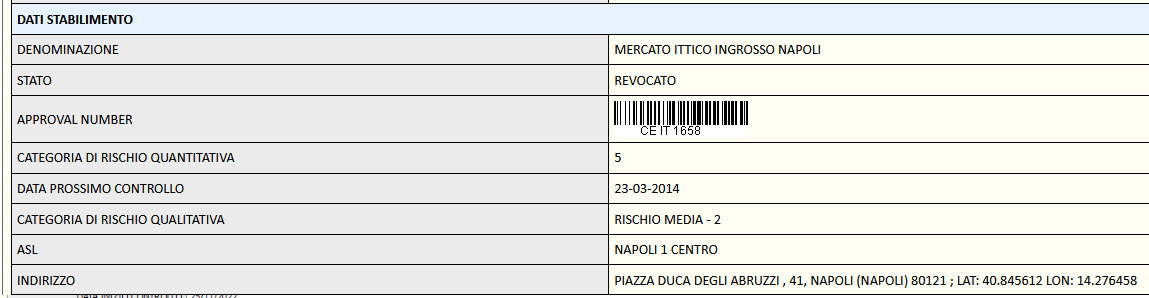 DATI STABILIMENTO
DENOMINAZIONE MERCATO ITTICO INGROSSO NAPOLI
STATO REVOCATO
APPROVAL NUMBER CE IT 1658
CATEGORIA DI RISCHIO QUANTITATIVA 5
DATA PROSSIMO CONTROLLO 23-03-2014
CATEGORIA DI RISCHIO QUALITATIVA RISCHIO MEDIA - 2
ASL NAPOLI 1 CENTRO
INDIRIZZO PIAZZA DUCA DEGLI ABRUZZI , 41, NAPOLI (NAPOLI) 80121 ; LAT: 40.845612 LON: 14.276458